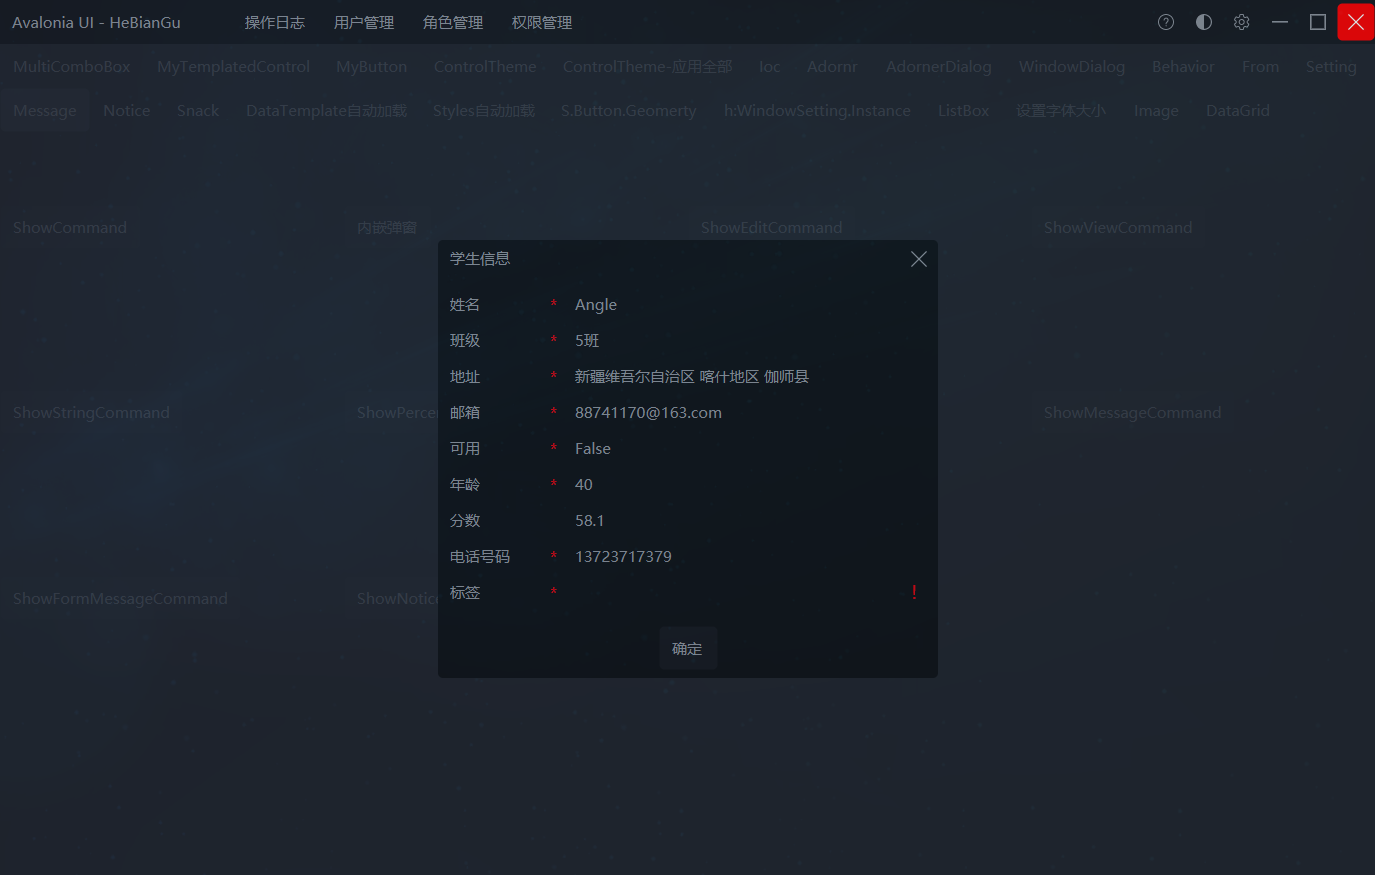 Avalonia UI - HeBianGu 操作日志 用户管理 角色管理 权限管理
MultiComboBox MyTemplatedControl MyButton ControlTheme ControlTheme-应用全部 Ioc Adornr AdornerDialog WindowDialog Behavior From Setting
Message Notice Snack DataTemplate自动加载 Styles自动加载 S.Button.Geomerty h:WindowSetting.Instance ListBox 设置字体大小 Image DataGrid
ShowCommand 内嵌弹窗 ShowEditCommand ShowViewCommand
学生信息
姓名 * Angle
班级 * 5班
地址 * 新疆维吾尔自治区 喀什地区 伽师县
ShowStringCommand ShowPercen ShowMessageCommand
邮箱 * 88741170@163.com
可用 * False
年龄 * 40
分数 58.1
电话号码 * 13723717379
标签 * !
ShowFormMessageCommand ShowNotice
确定